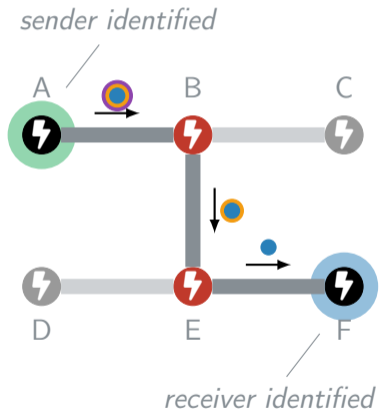 sender identified
A B C
D E F
receiver identified